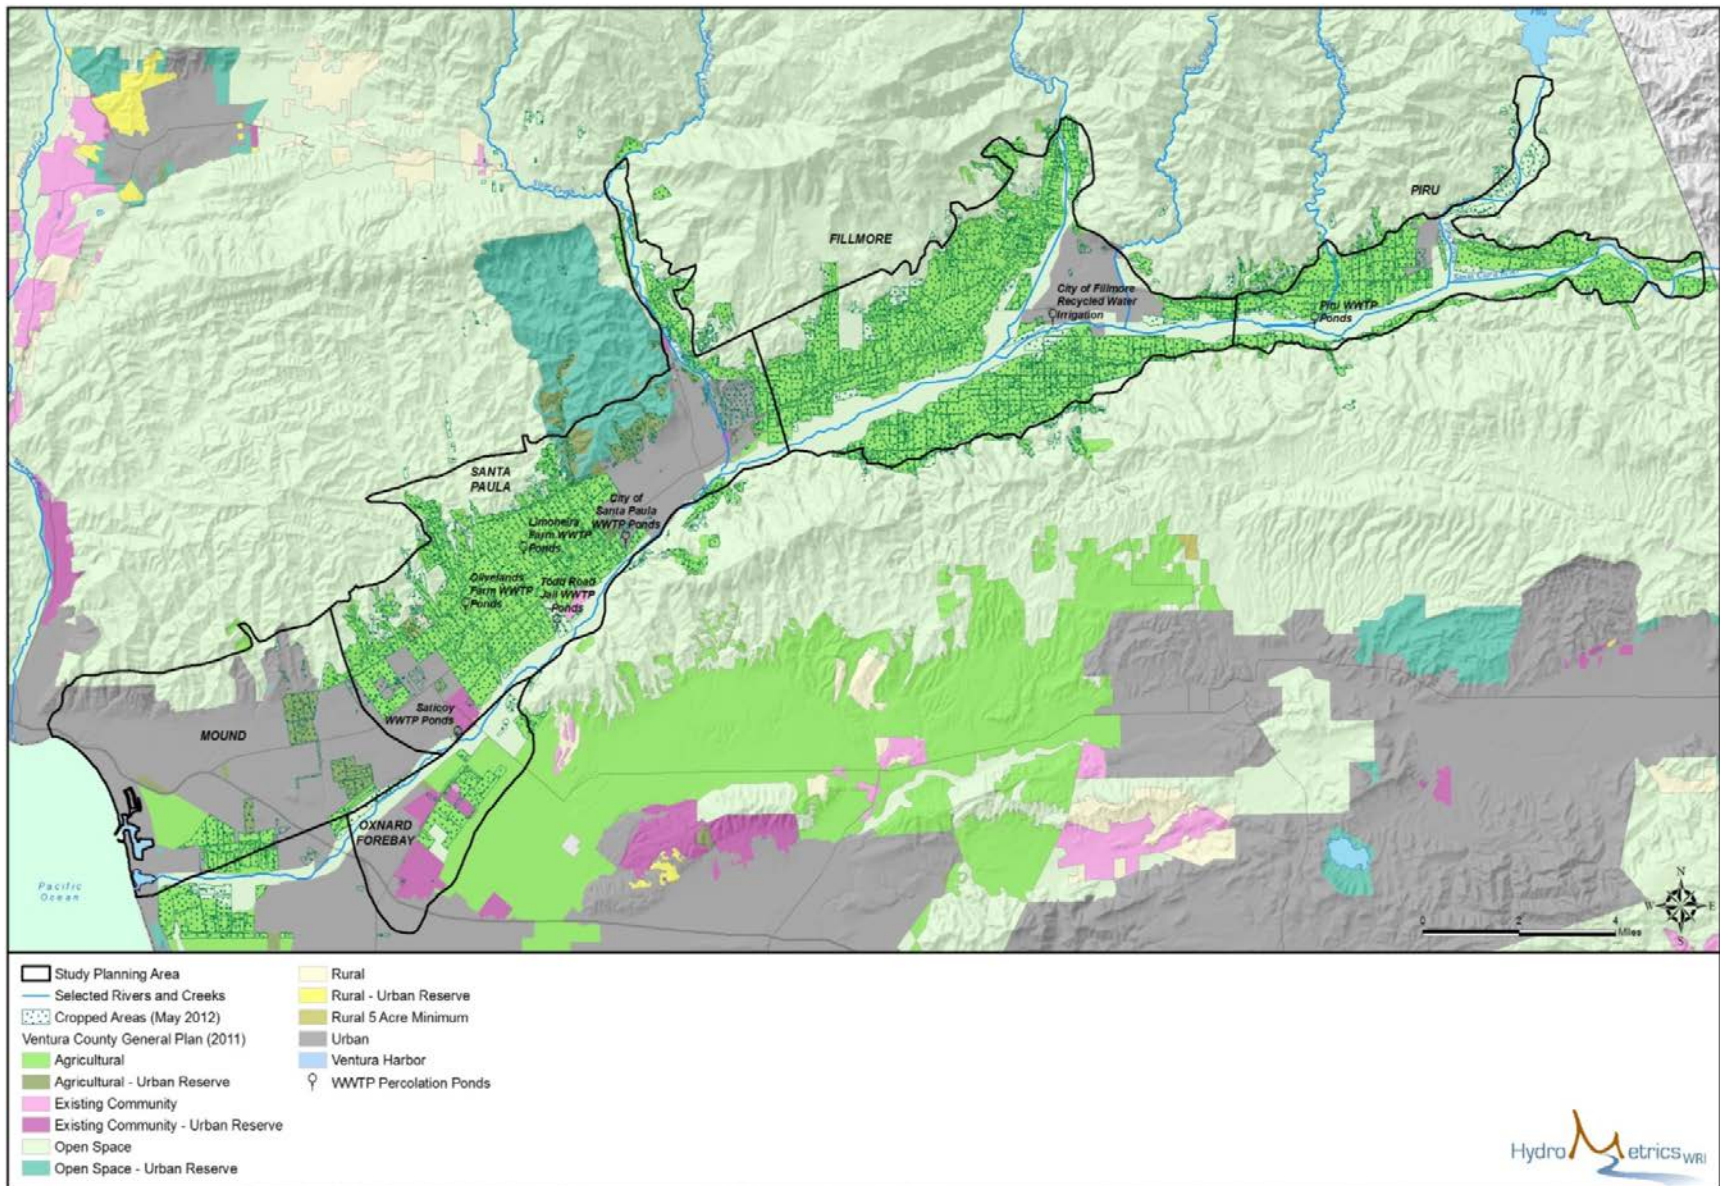 PIRU
FILLMORE
City of Fillmore
Recycled Water
Irrigation
Piru WWTP
Ponds
SANTA
PAULA
City of
Santa Paula
WWTP Ponds
Limoneira
Farm WWTP
Ponds
Olivelands
Farm WWTP
Ponds
Todd Road
Jail WWTP
Ponds
Saticoy
WWTP Ponds
MOUND
OXNARD
FOREBAY
Pacific
Ocean
N
W E
S
0 2 4
Miles
Study Planning Area
Selected Rivers and Creeks
Cropped Areas (May 2012)
Ventura County General Plan (2011)
Agricultural
Agricultural - Urban Reserve
Existing Community
Existing Community - Urban Reserve
Open Space
Open Space - Urban Reserve
Rural
Rural - Urban Reserve
Rural 5 Acre Minimum
Urban
Ventura Harbor
WWTP Percolation Ponds
HydroMetrics WRI